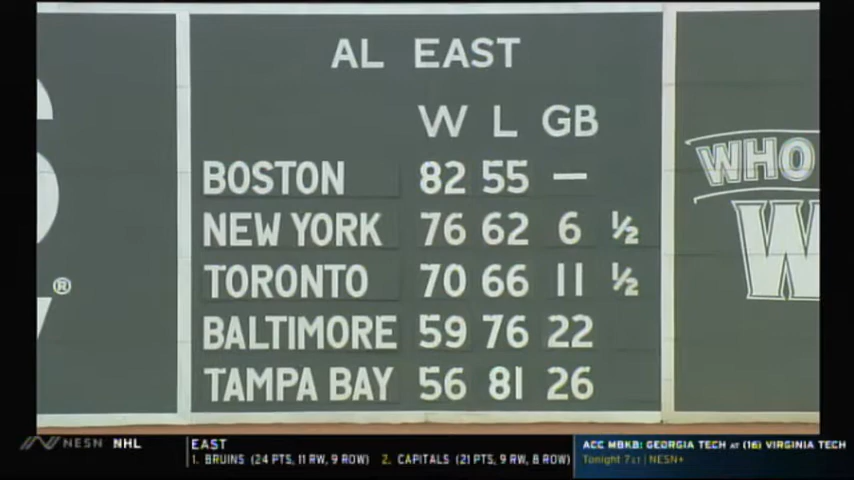 AL EAST
W L GB
BOSTON 82 55 —
NEW YORK 76 62 6 ½
TORONTO 70 66 11 ½
BALTIMORE 59 76 22
TAMPA BAY 56 81 26
®
WHO
W
NESN NHL
EAST
1. BRUINS (24 PTS, 11 RW, 9 ROW) 2. CAPITALS (21 PTS, 9 RW, 8 ROW)
ACC MBKB: GEORGIA TECH AT (16) VIRGINIA TECH
Tonight 7ET | NESN+